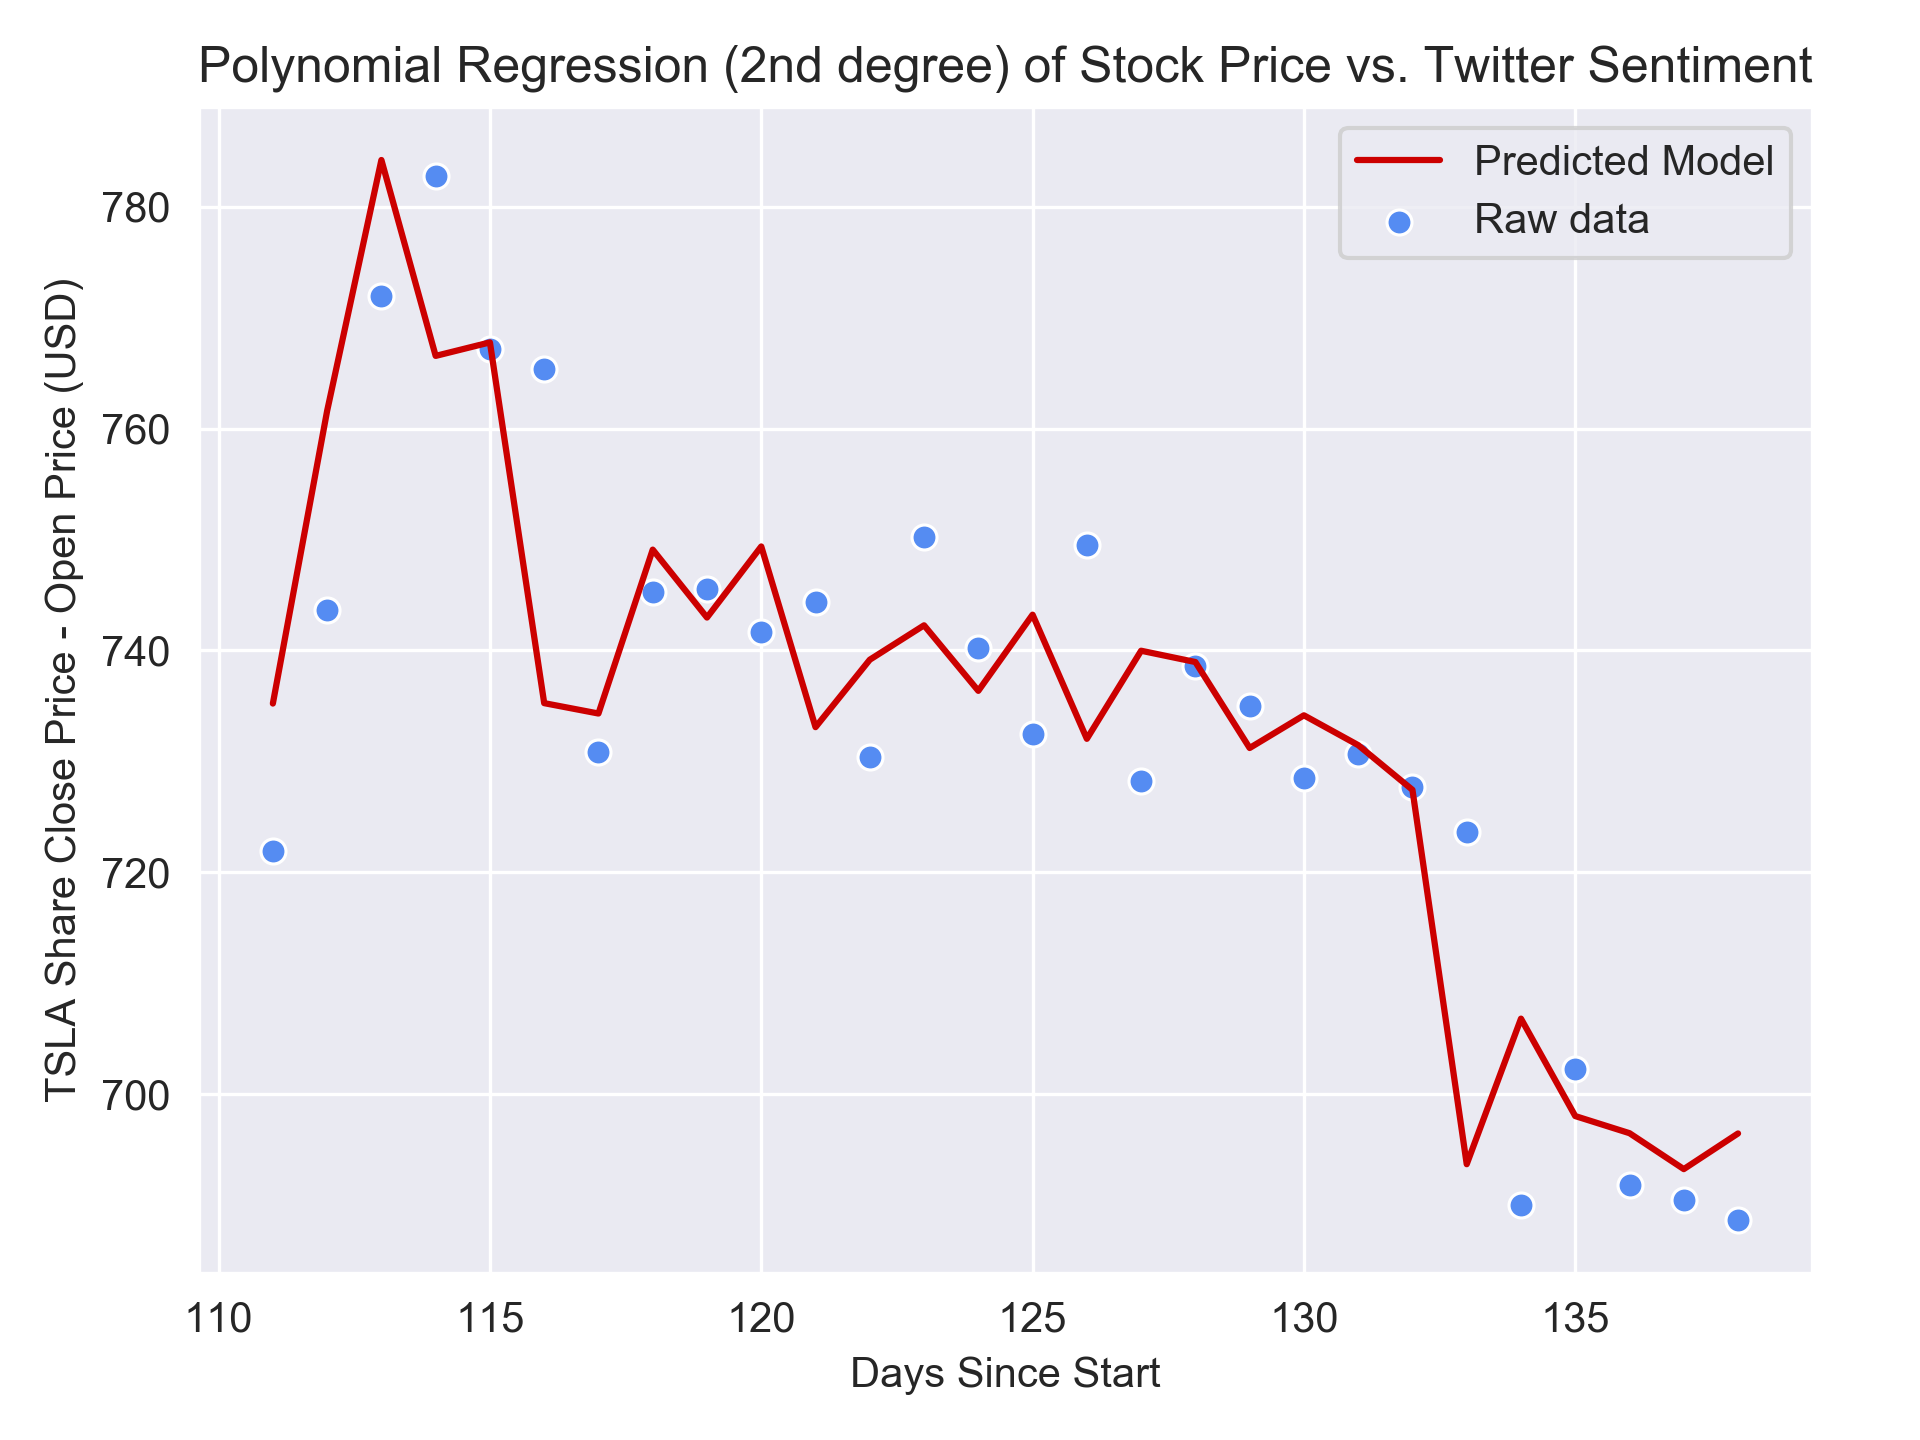 Polynomial Regression (2nd degree) of Stock Price vs. Twitter Sentiment
Predicted Model
Raw data
TSLA Share Close Price - Open Price (USD)
780
760
740
720
700
110 115 120 125 130 135
Days Since Start